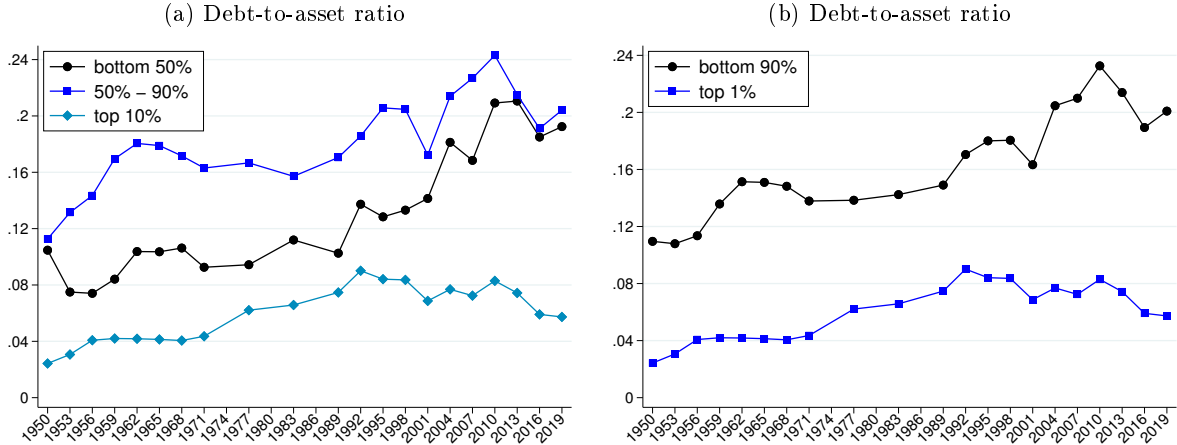 (a) Debt-to-asset ratio
.24
.2
.16
.12
.08
.04
0
bottom 50%
50% − 90%
top 10%
1950 1953 1956 1959 1962 1965 1968 1971 1974 1977 1980 1983 1986 1989 1992 1995 1998 2001 2004 2007 2010 2013 2016 2019
(b) Debt-to-asset ratio
.24
.2
.16
.12
.08
.04
0
bottom 90%
top 1%
1950 1953 1956 1959 1962 1965 1968 1971 1974 1977 1980 1983 1986 1989 1992 1995 1998 2001 2004 2007 2010 2013 2016 2019